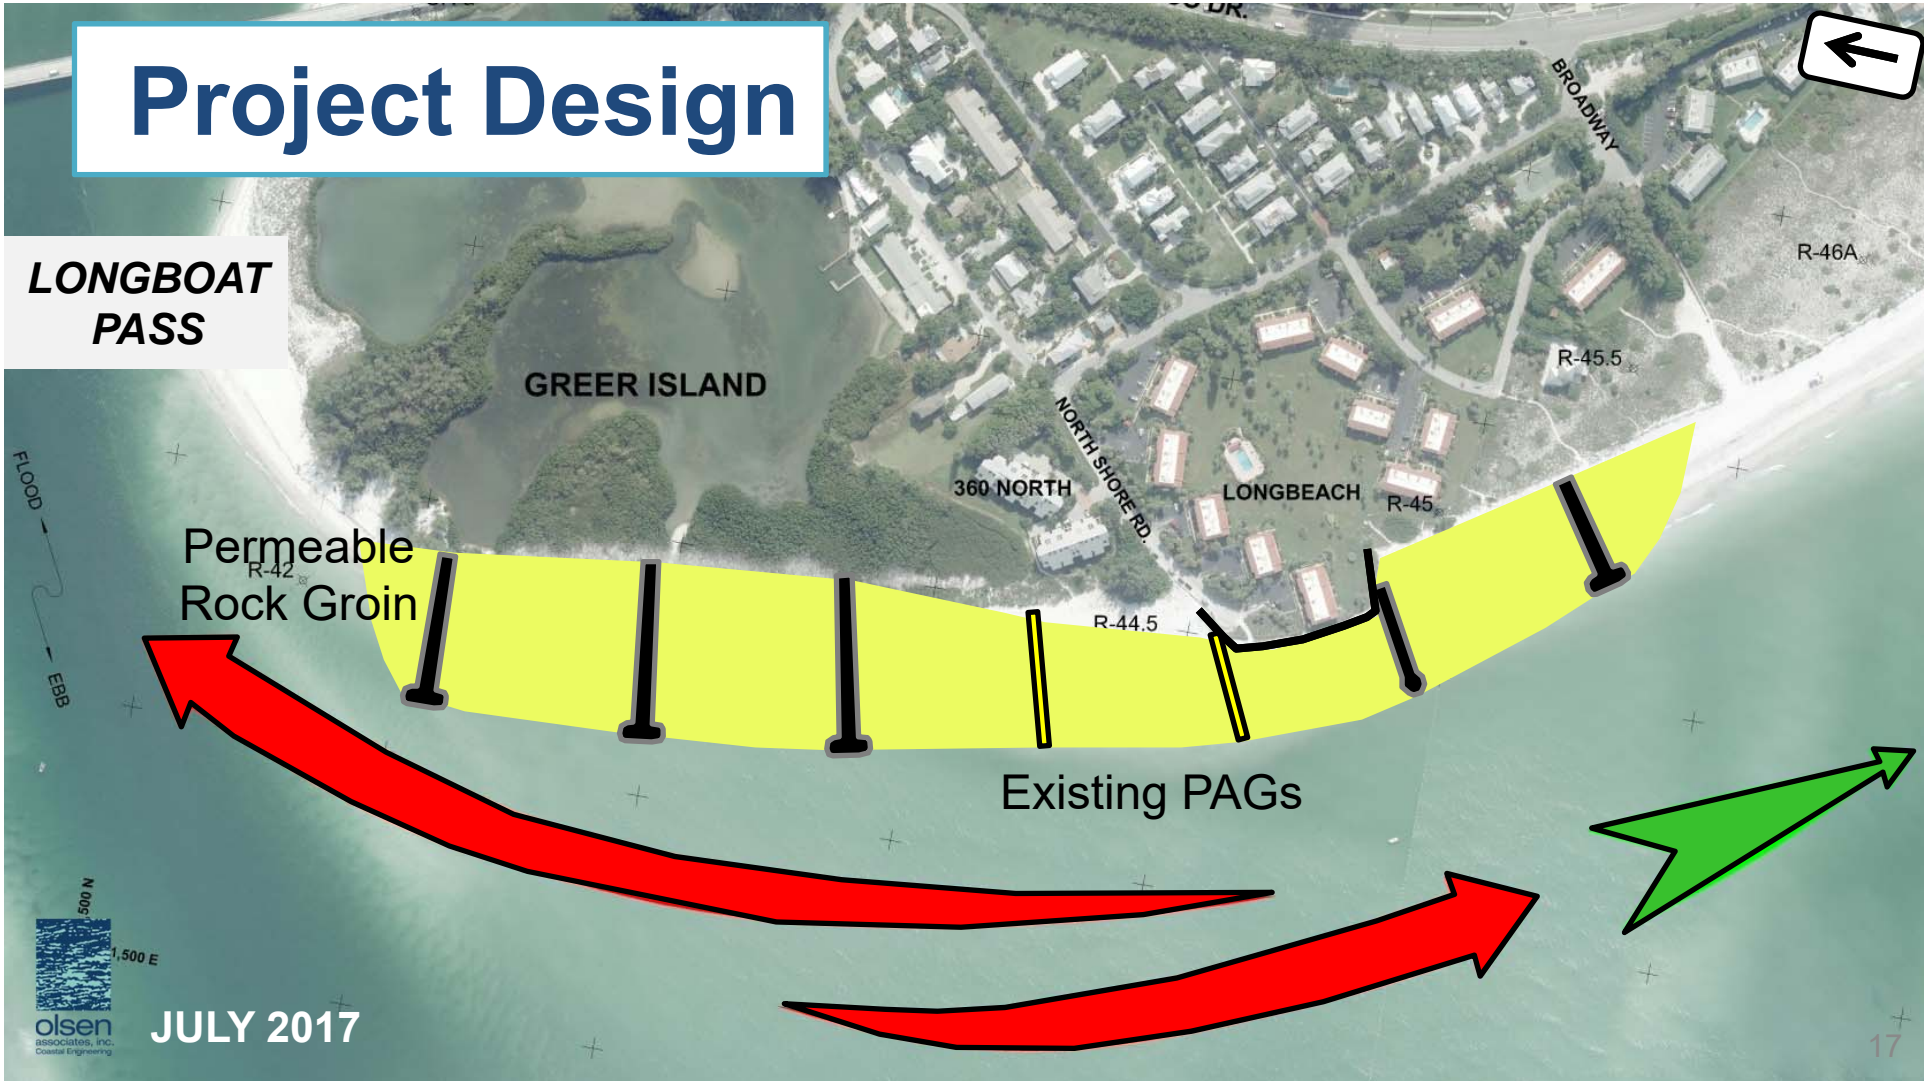 DR.
Project Design
BROADWAY
R-46A
LONGBOAT
PASS
R-45.5
GREER ISLAND
NORTH SHORE RD.
360 NORTH
LONGBEACH
R-45
FLOOD
EBB
Permeable
R-42
Rock Groin
R-44.5
Existing PAGs
500 N
1,500 E
olsen
associates, inc.
Coastal Engineering
JULY 2017
17